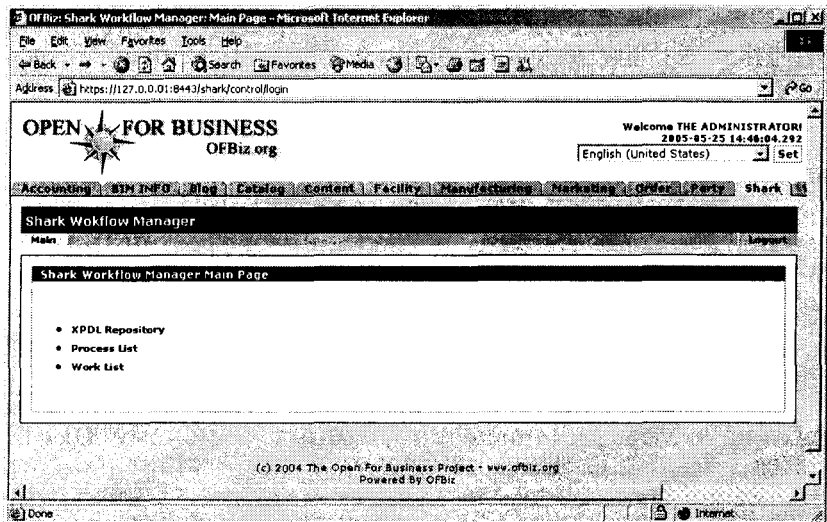 OFBiz: Shark Workflow Manager: Main Page - Microsoft Internet Explorer
File Edit View Favorites Tools Help
Back Search Favorites Media
Address https://127.0.0.01:8443/shark/control/login Go
OPEN FOR BUSINESS
OFBiz.org
Welcome THE ADMINISTRATOR!
2005-05-25 14:46:04.292
English (United States) Set
Accounting BIM INFO Blog Catalog Content Facility Manufacturing Marketing Order Party Shark
Shark Wokflow Manager
Main Logout
Shark Workflow Manager Main Page
• XPDL Repository
• Process List
• Work List
(c) 2004 The Open For Business Project - www.ofbiz.org
Powered By OFBiz
Done Internet